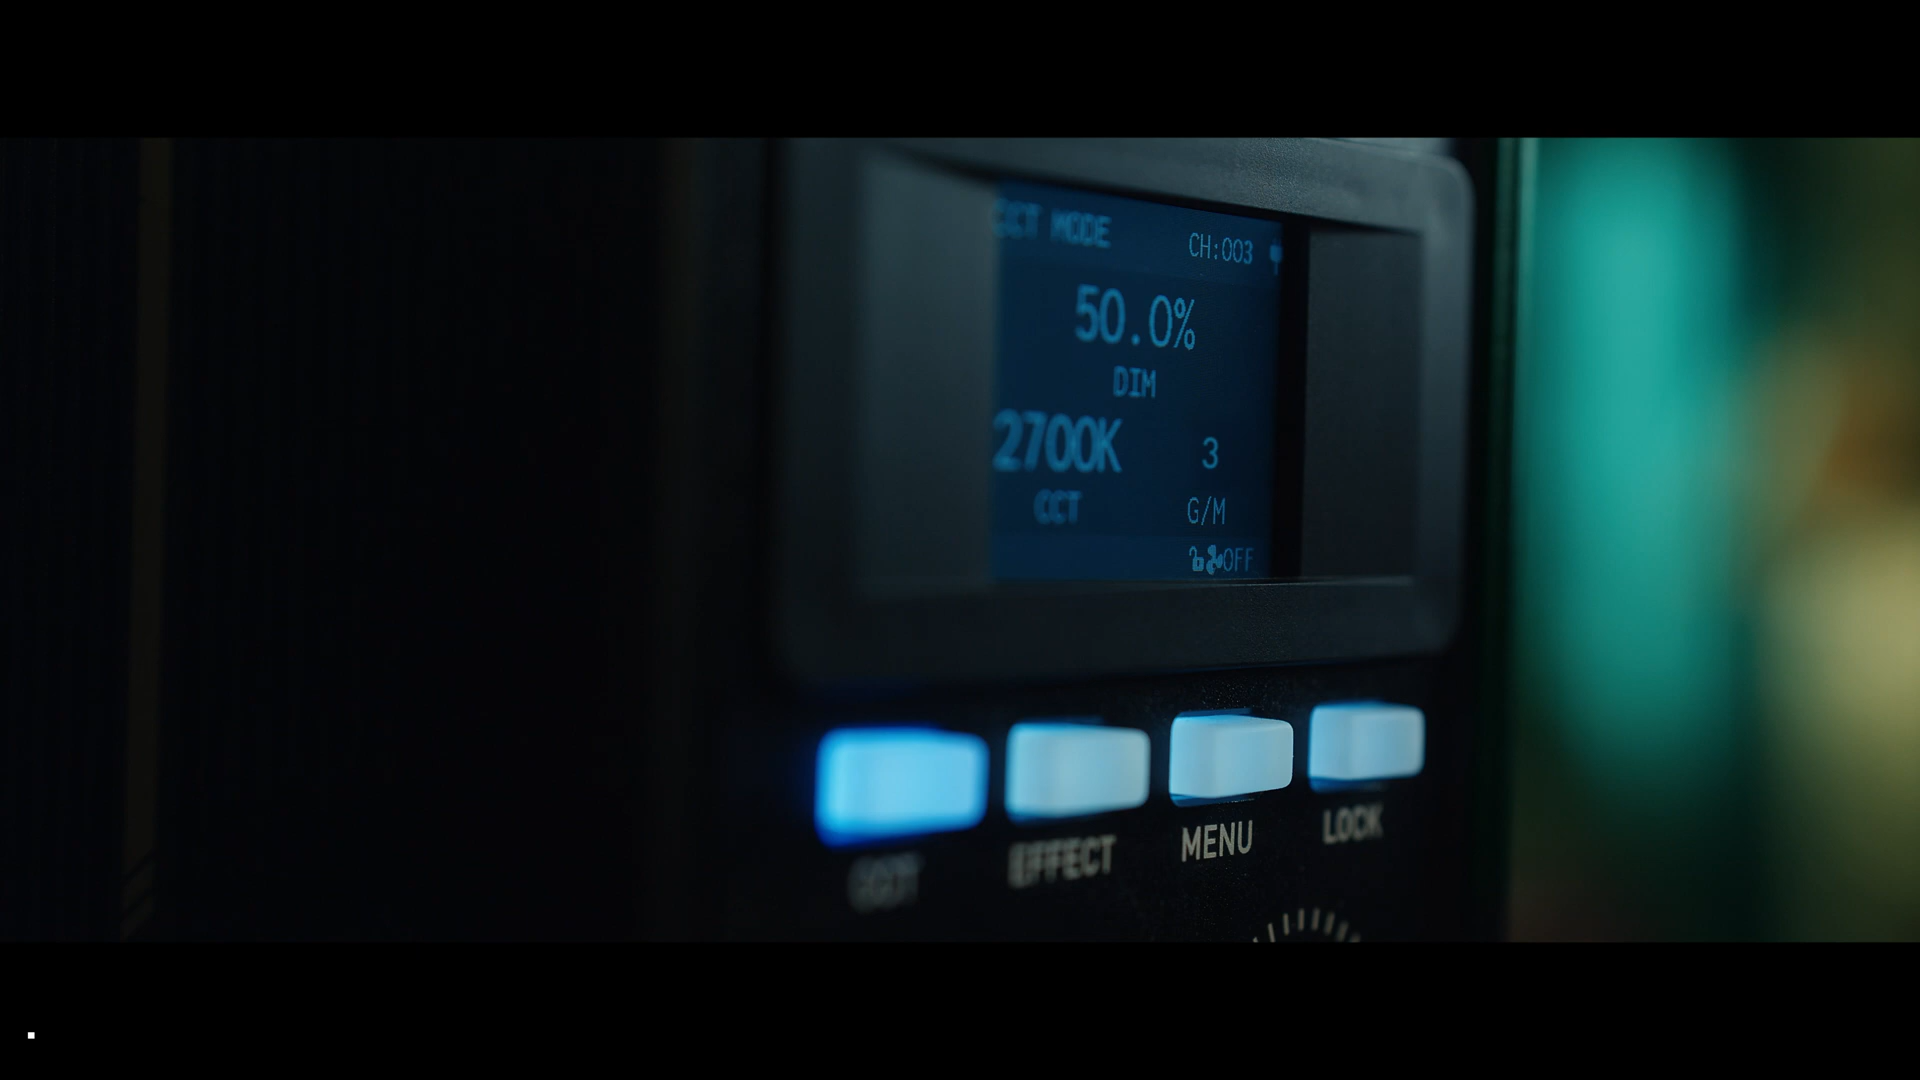 CCT MODE
CH:003
50.0%
DIM
2700K
3
CCT
G/M
OFF
EFFECT
MENU
LOCK